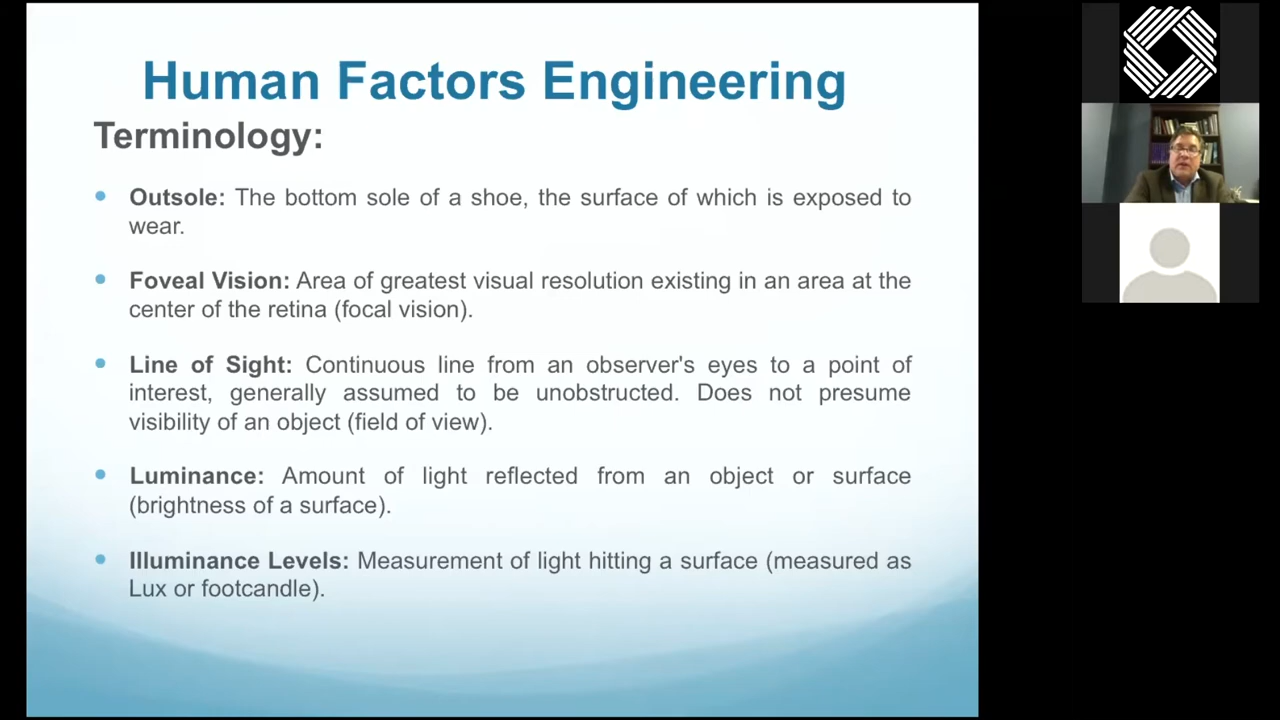 Human Factors Engineering
Terminology:
Outsole: The bottom sole of a shoe, the surface of which is exposed to
wear.
Foveal Vision: Area of greatest visual resolution existing in an area at the
center of the retina (focal vision).
Line of Sight: Continuous line from an observer's eyes to a point of
interest, generally assumed to be unobstructed. Does not presume
visibility of an object (field of view).
Luminance: Amount of light reflected from an object or surface
(brightness of a surface).
Illuminance Levels: Measurement of light hitting a surface (measured as
Lux or footcandle).